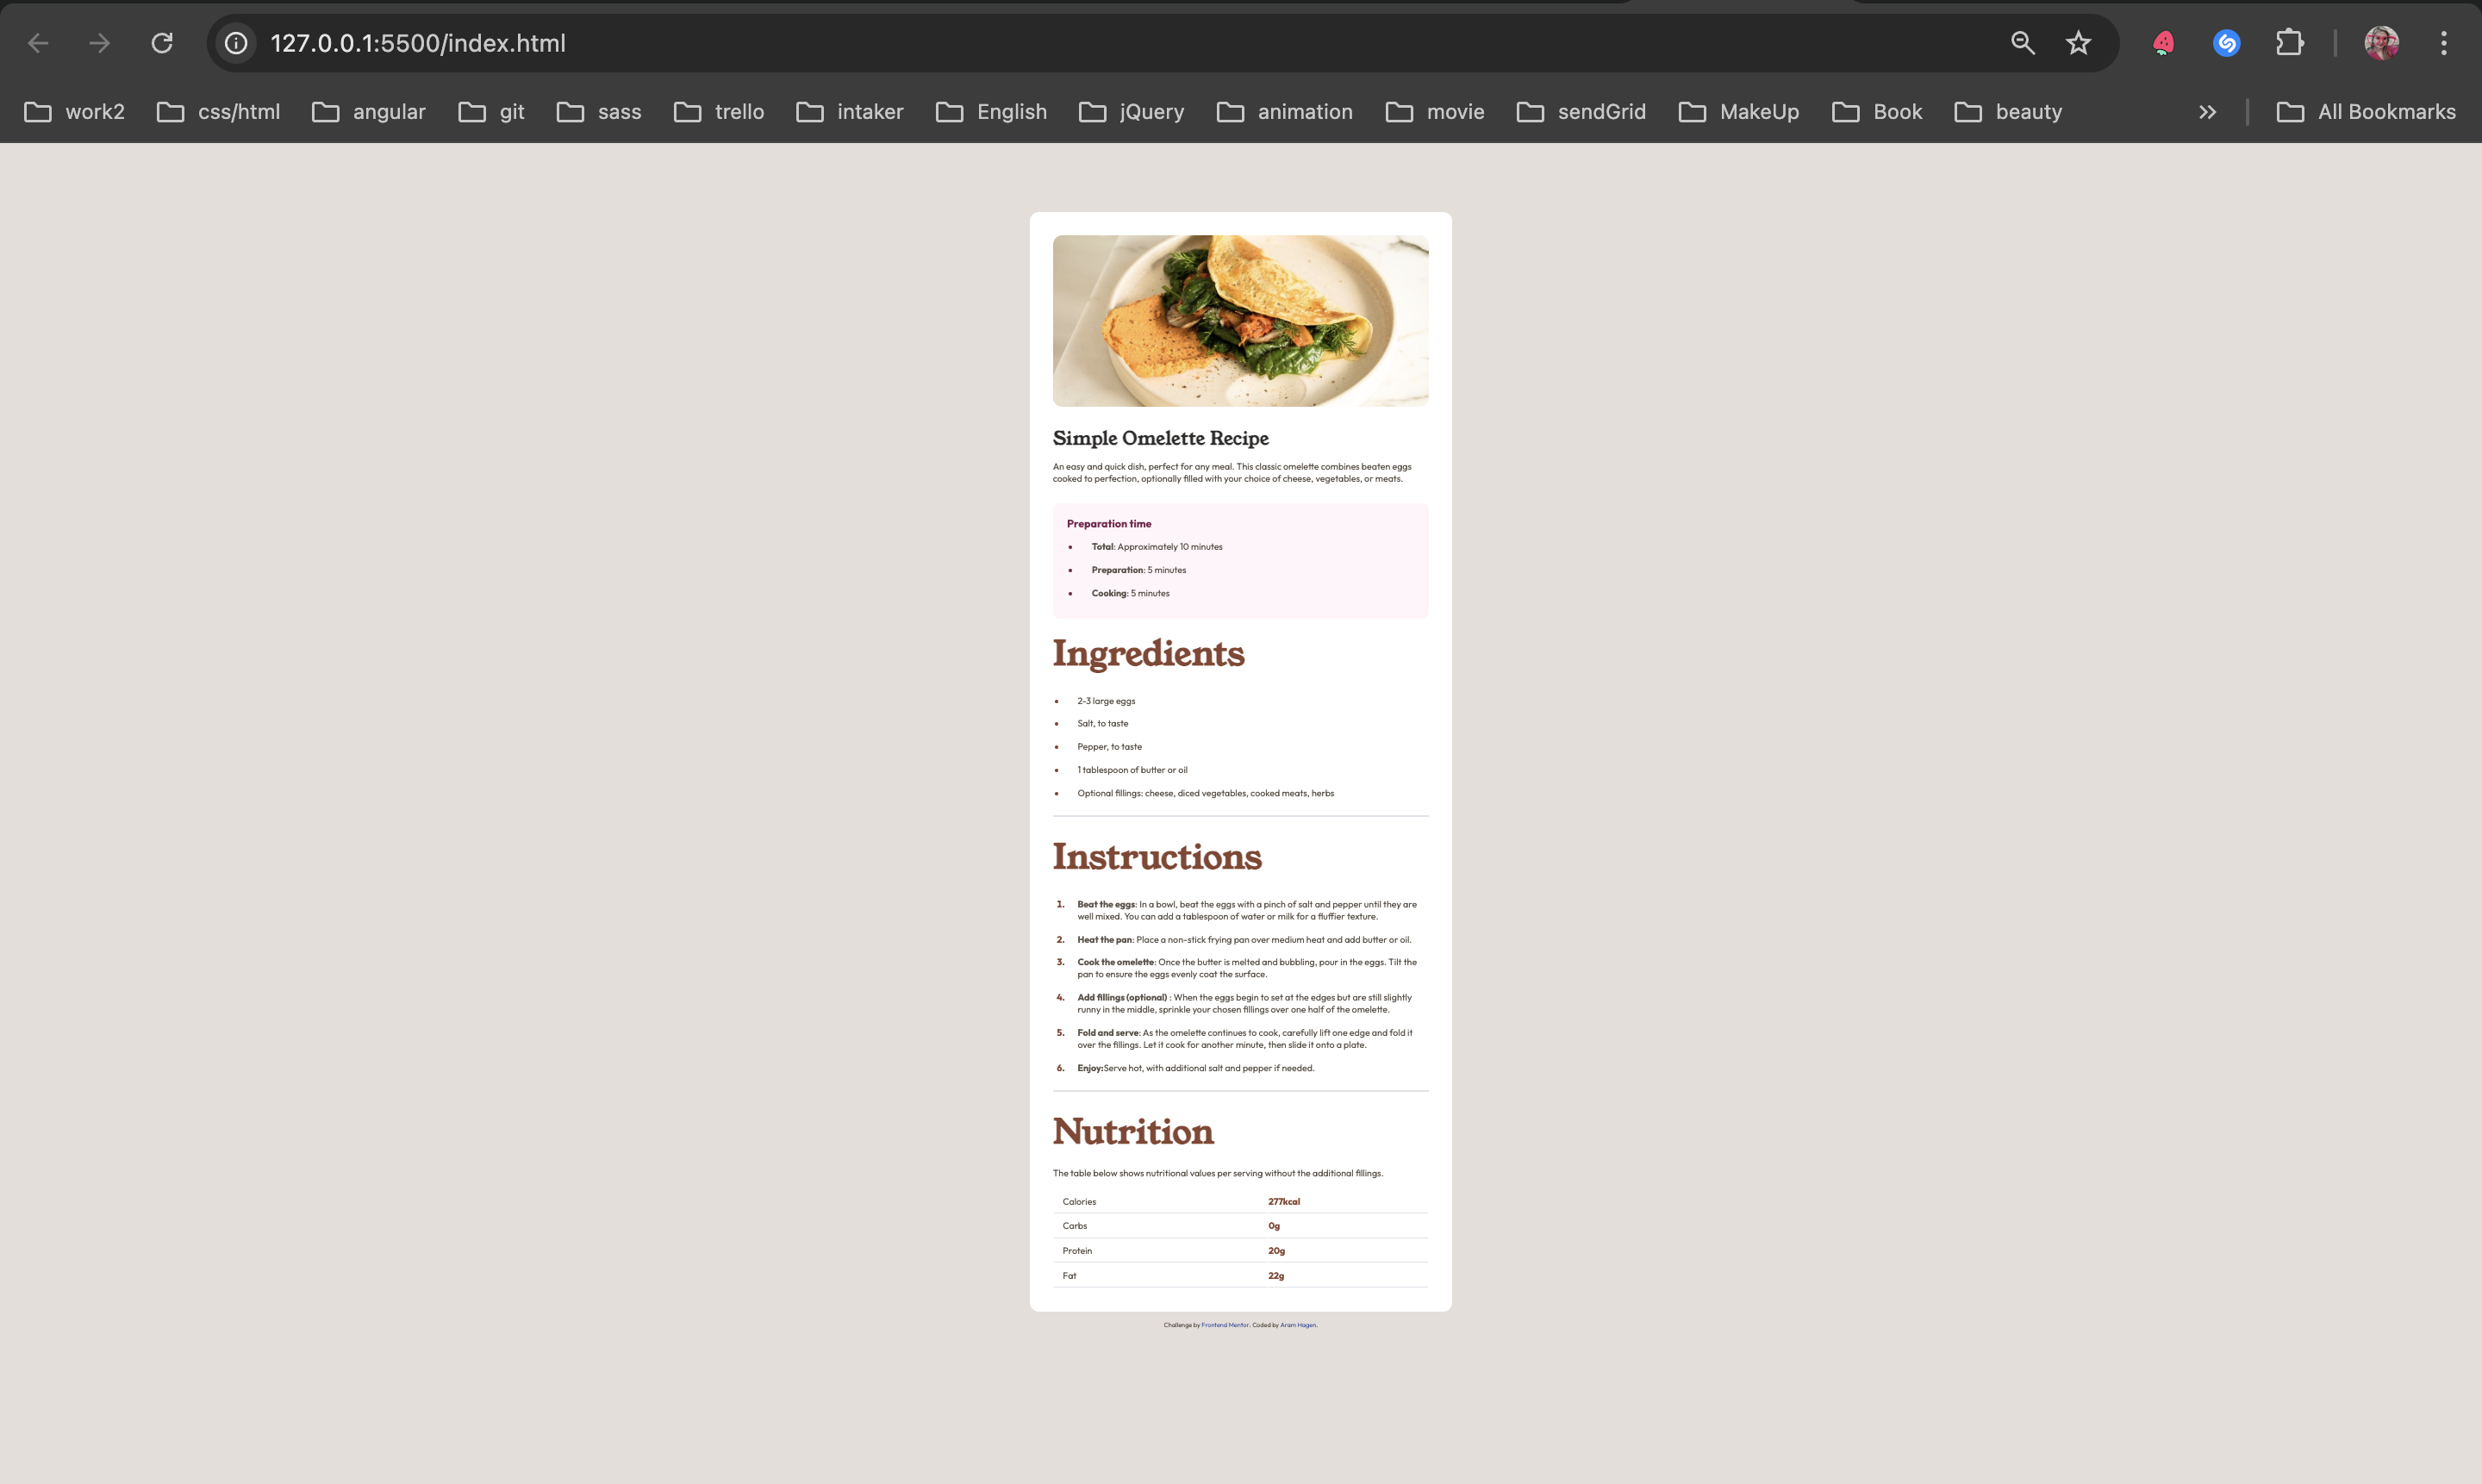 127.0.0.1:5500/index.html
work2 css/html angular git sass trello intaker English jQuery animation movie sendGrid MakeUp Book beauty All Bookmarks
Simple Omelette Recipe
An easy and quick dish, perfect for any meal. This classic omelette combines beaten eggs
cooked to perfection, optionally filled with your choice of cheese, vegetables, or meats.
Preparation time
• Total: Approximately 10 minutes
• Preparation: 5 minutes
• Cooking: 5 minutes
Ingredients
• 2-3 large eggs
• Salt, to taste
• Pepper, to taste
• 1 tablespoon of butter or oil
• Optional fillings: cheese, diced vegetables, cooked meats, herbs
Instructions
1. Beat the eggs: In a bowl, beat the eggs with a pinch of salt and pepper until they are
well mixed. You can add a tablespoon of water or milk for a fluffier texture.
2. Heat the pan: Place a non-stick frying pan over medium heat and add butter or oil.
3. Cook the omelette: Once the butter is melted and bubbling, pour in the eggs. Tilt the
pan to ensure the eggs evenly coat the surface.
4. Add fillings (optional) : When the eggs begin to set at the edges but are still slightly
runny in the middle, sprinkle your chosen fillings over one half of the omelette.
5. Fold and serve: As the omelette continues to cook, carefully lift one edge and fold it
over the fillings. Let it cook for another minute, then slide it onto a plate.
6. Enjoy:Serve hot, with additional salt and pepper if needed.
Nutrition
The table below shows nutritional values per serving without the additional fillings.
Calories 277kcal
Carbs 0g
Protein 20g
Fat 22g
Challenge by Frontend Mentor. Coded by Aram Hagen.